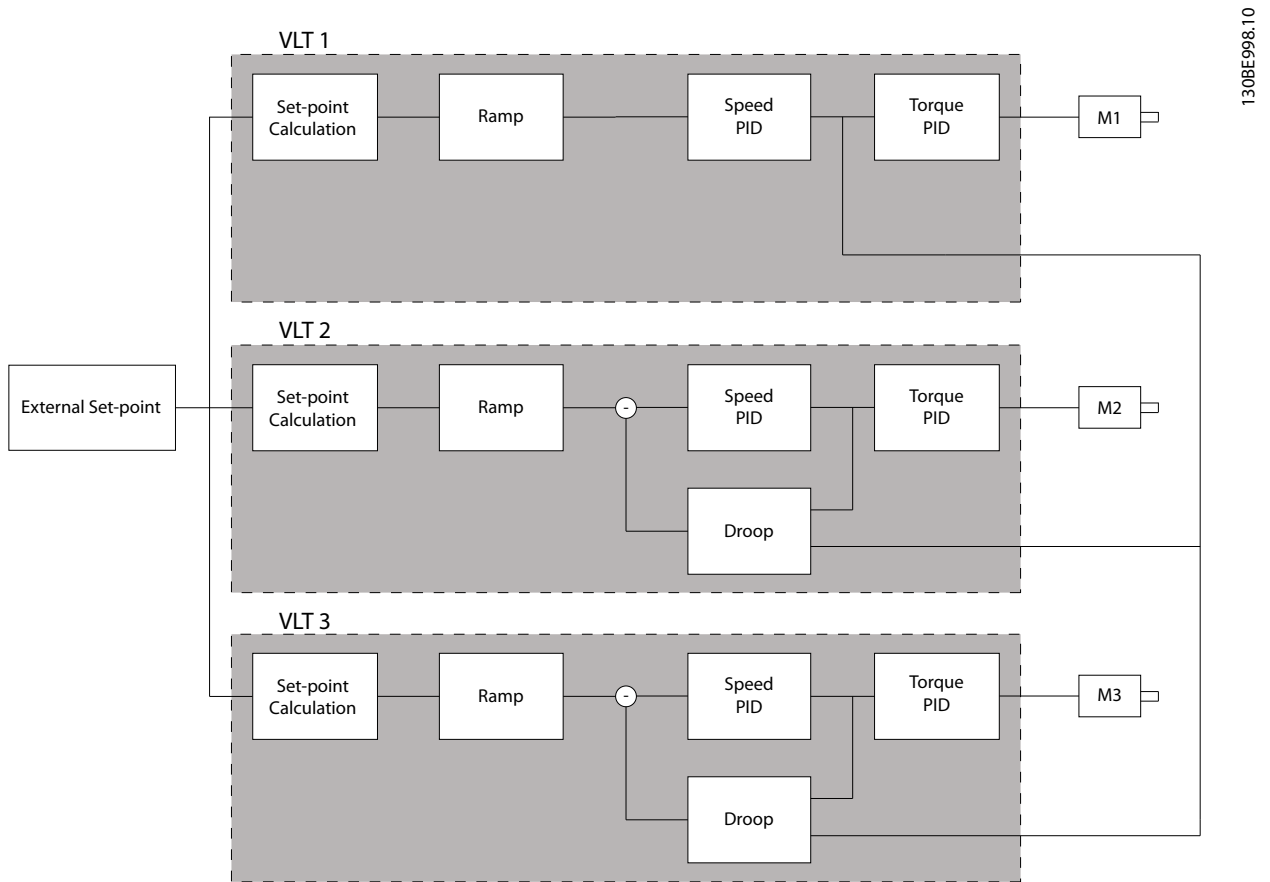 130BE998.10
VLT 1
Set-point
Calculation
Ramp
Speed
PID
Torque
PID
M1
VLT 2
External Set-point
Set-point
Calculation
Ramp
-
Speed
PID
Torque
PID
M2
Droop
VLT 3
Set-point
Calculation
Ramp
-
Speed
PID
Torque
PID
M3
Droop